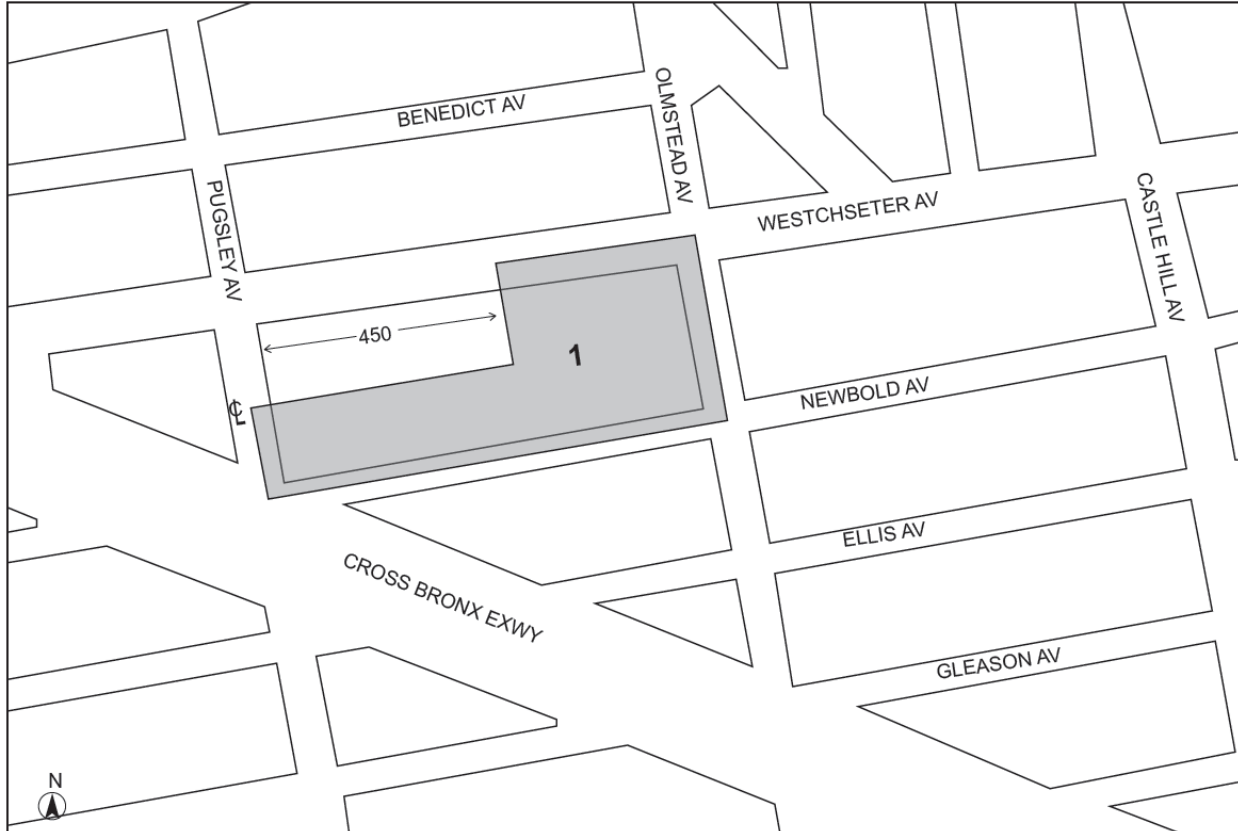 BENEDICT AV
OLMSTEAD AV
PUGSLEY AV
WESTCHSETER AV
CASTLE HILL AV
450
1
℄
NEWBOLD AV
ELLIS AV
CROSS BRONX EXWY
GLEASON AV
N